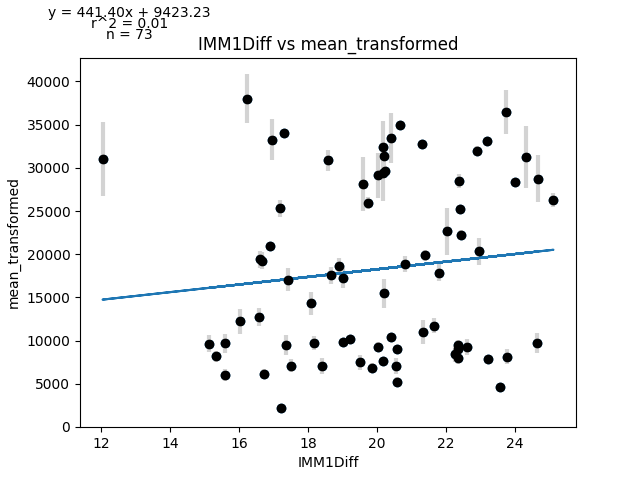 y = 441.40x + 9423.23
r^2 = 0.01
n = 73
IMM1Diff vs mean_transformed
mean_transformed
40000
35000
30000
25000
20000
15000
10000
5000
0
12 14 16 18 20 22 24
IMM1Diff